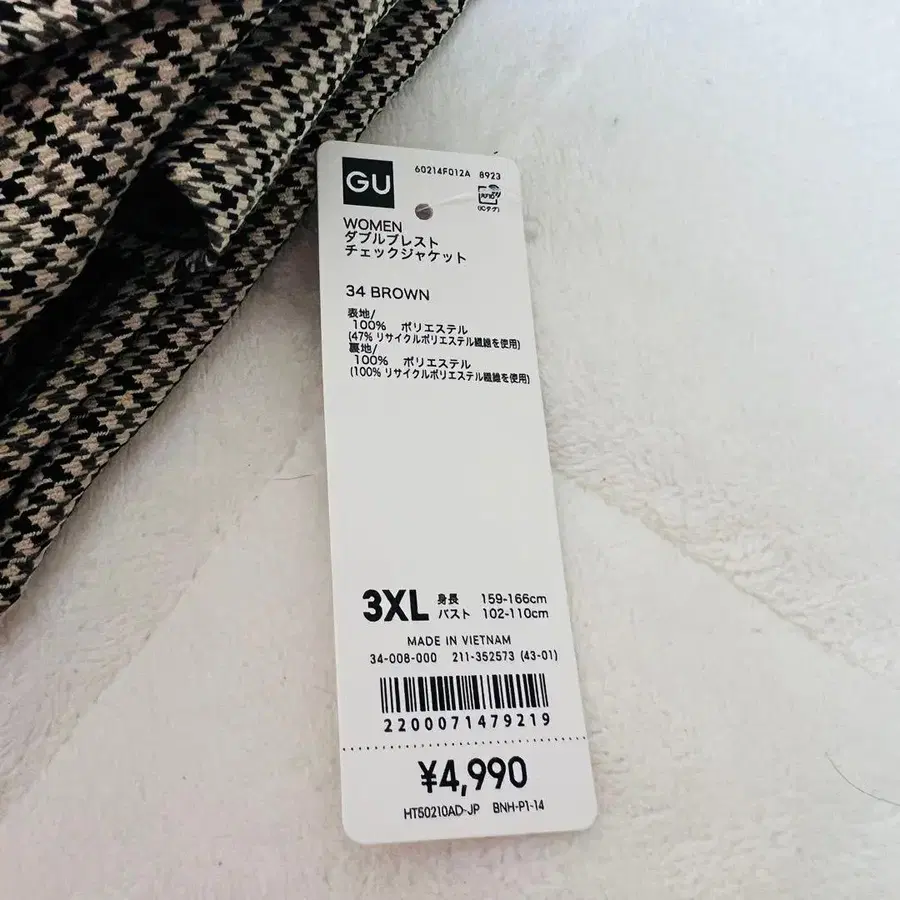 GU
60214F012A 8923
(ICタグ)
WOMEN
ダブルブレスト
チェックジャケット
34 BROWN
表地/
100% ポリエステル
(47% リサイクルポリエステル繊維を使用)
裏地/
100% ポリエステル
(100% リサイクルポリエステル繊維を使用)
3XL 身長 159-166cm
バスト 102-110cm
MADE IN VIETNAM
34-008-000 211-352573 (43-01)
2200071479219
¥4,990
HT50210AD-JP BNH-P1-14